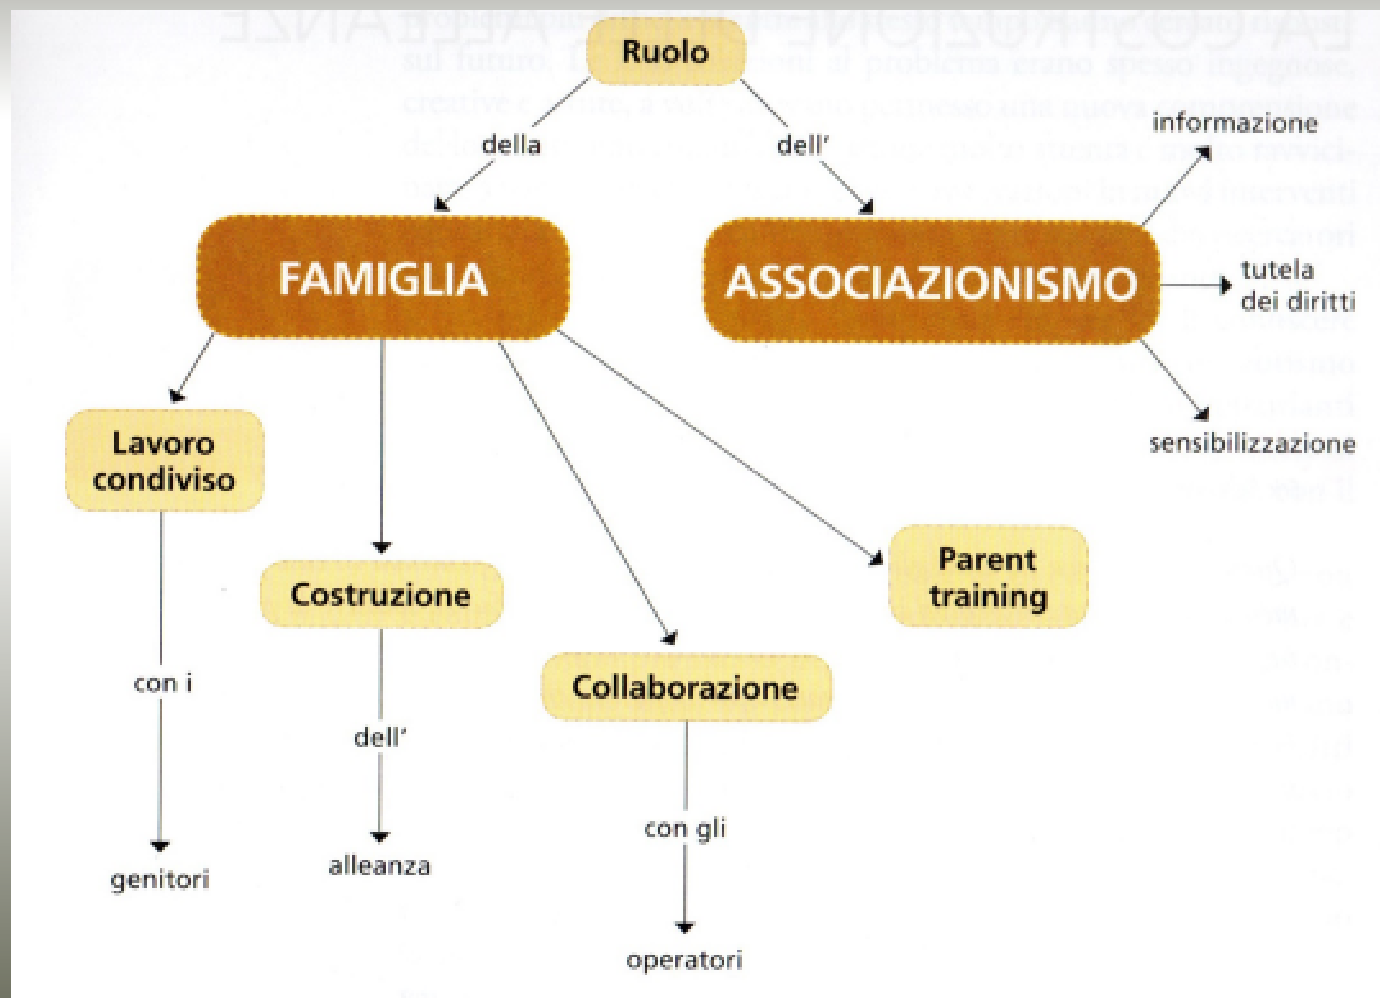 Ruolo
della
dell'
informazione
FAMIGLIA
ASSOCIAZIONISMO
tutela
dei diritti
sensibilizzazione
Lavoro
condiviso
Parent
training
Costruzione
Collaborazione
con i
dell'
con gli
genitori
alleanza
operatori